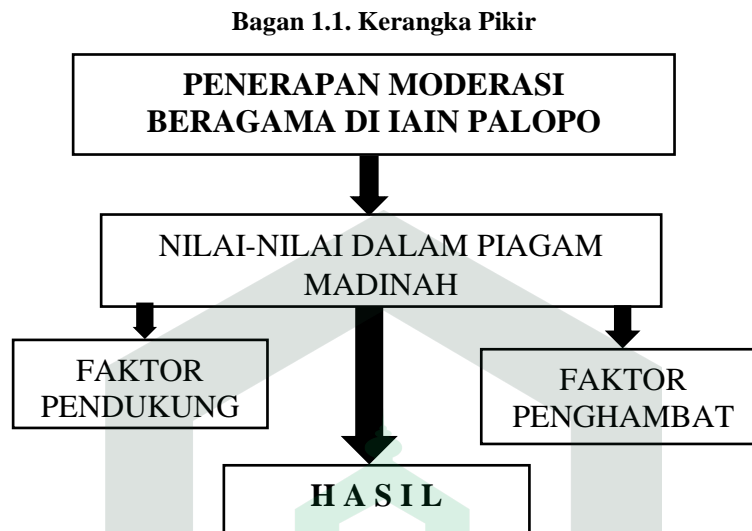 Bagan 1.1. Kerangka Pikir
PENERAPAN MODERASI
BERAGAMA DI IAIN PALOPO
NILAI-NILAI DALAM PIAGAM
MADINAH
FAKTOR
PENDUKUNG
FAKTOR
PENGHAMBAT
H A S I L